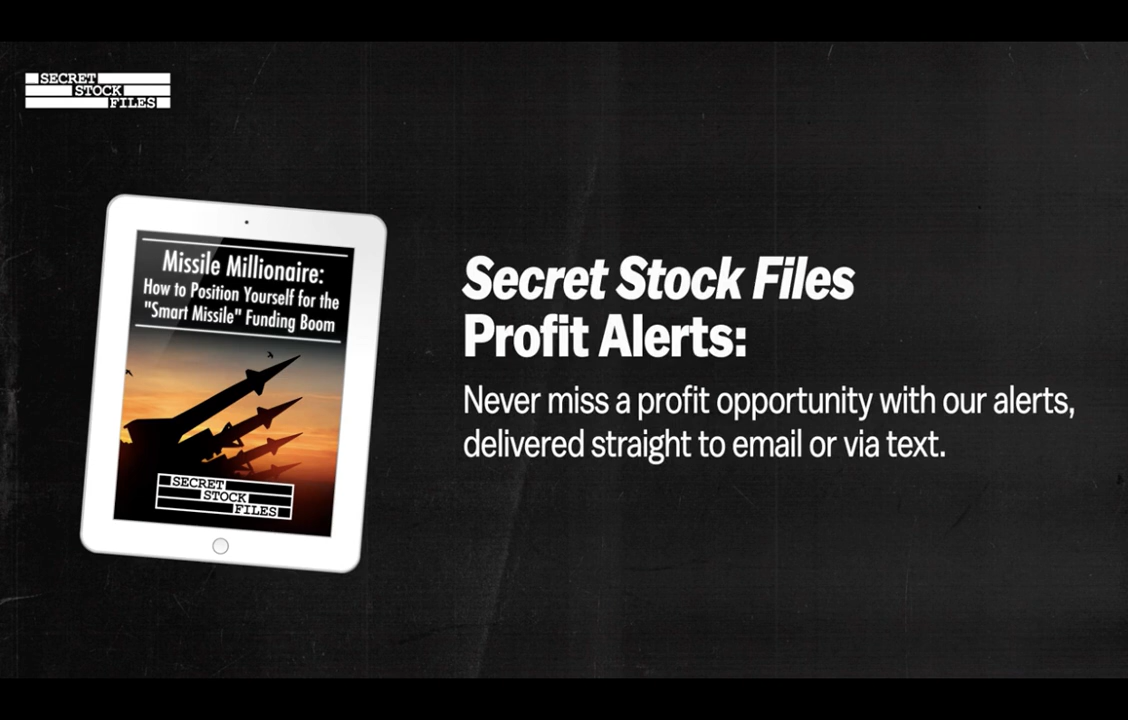 SECRET
STOCK
FILES
Missile Millionaire:
How to Position Yourself for the
"Smart Missile" Funding Boom
SECRET
STOCK
FILES
Secret Stock Files
Profit Alerts:
Never miss a profit opportunity with our alerts,
delivered straight to email or via text.